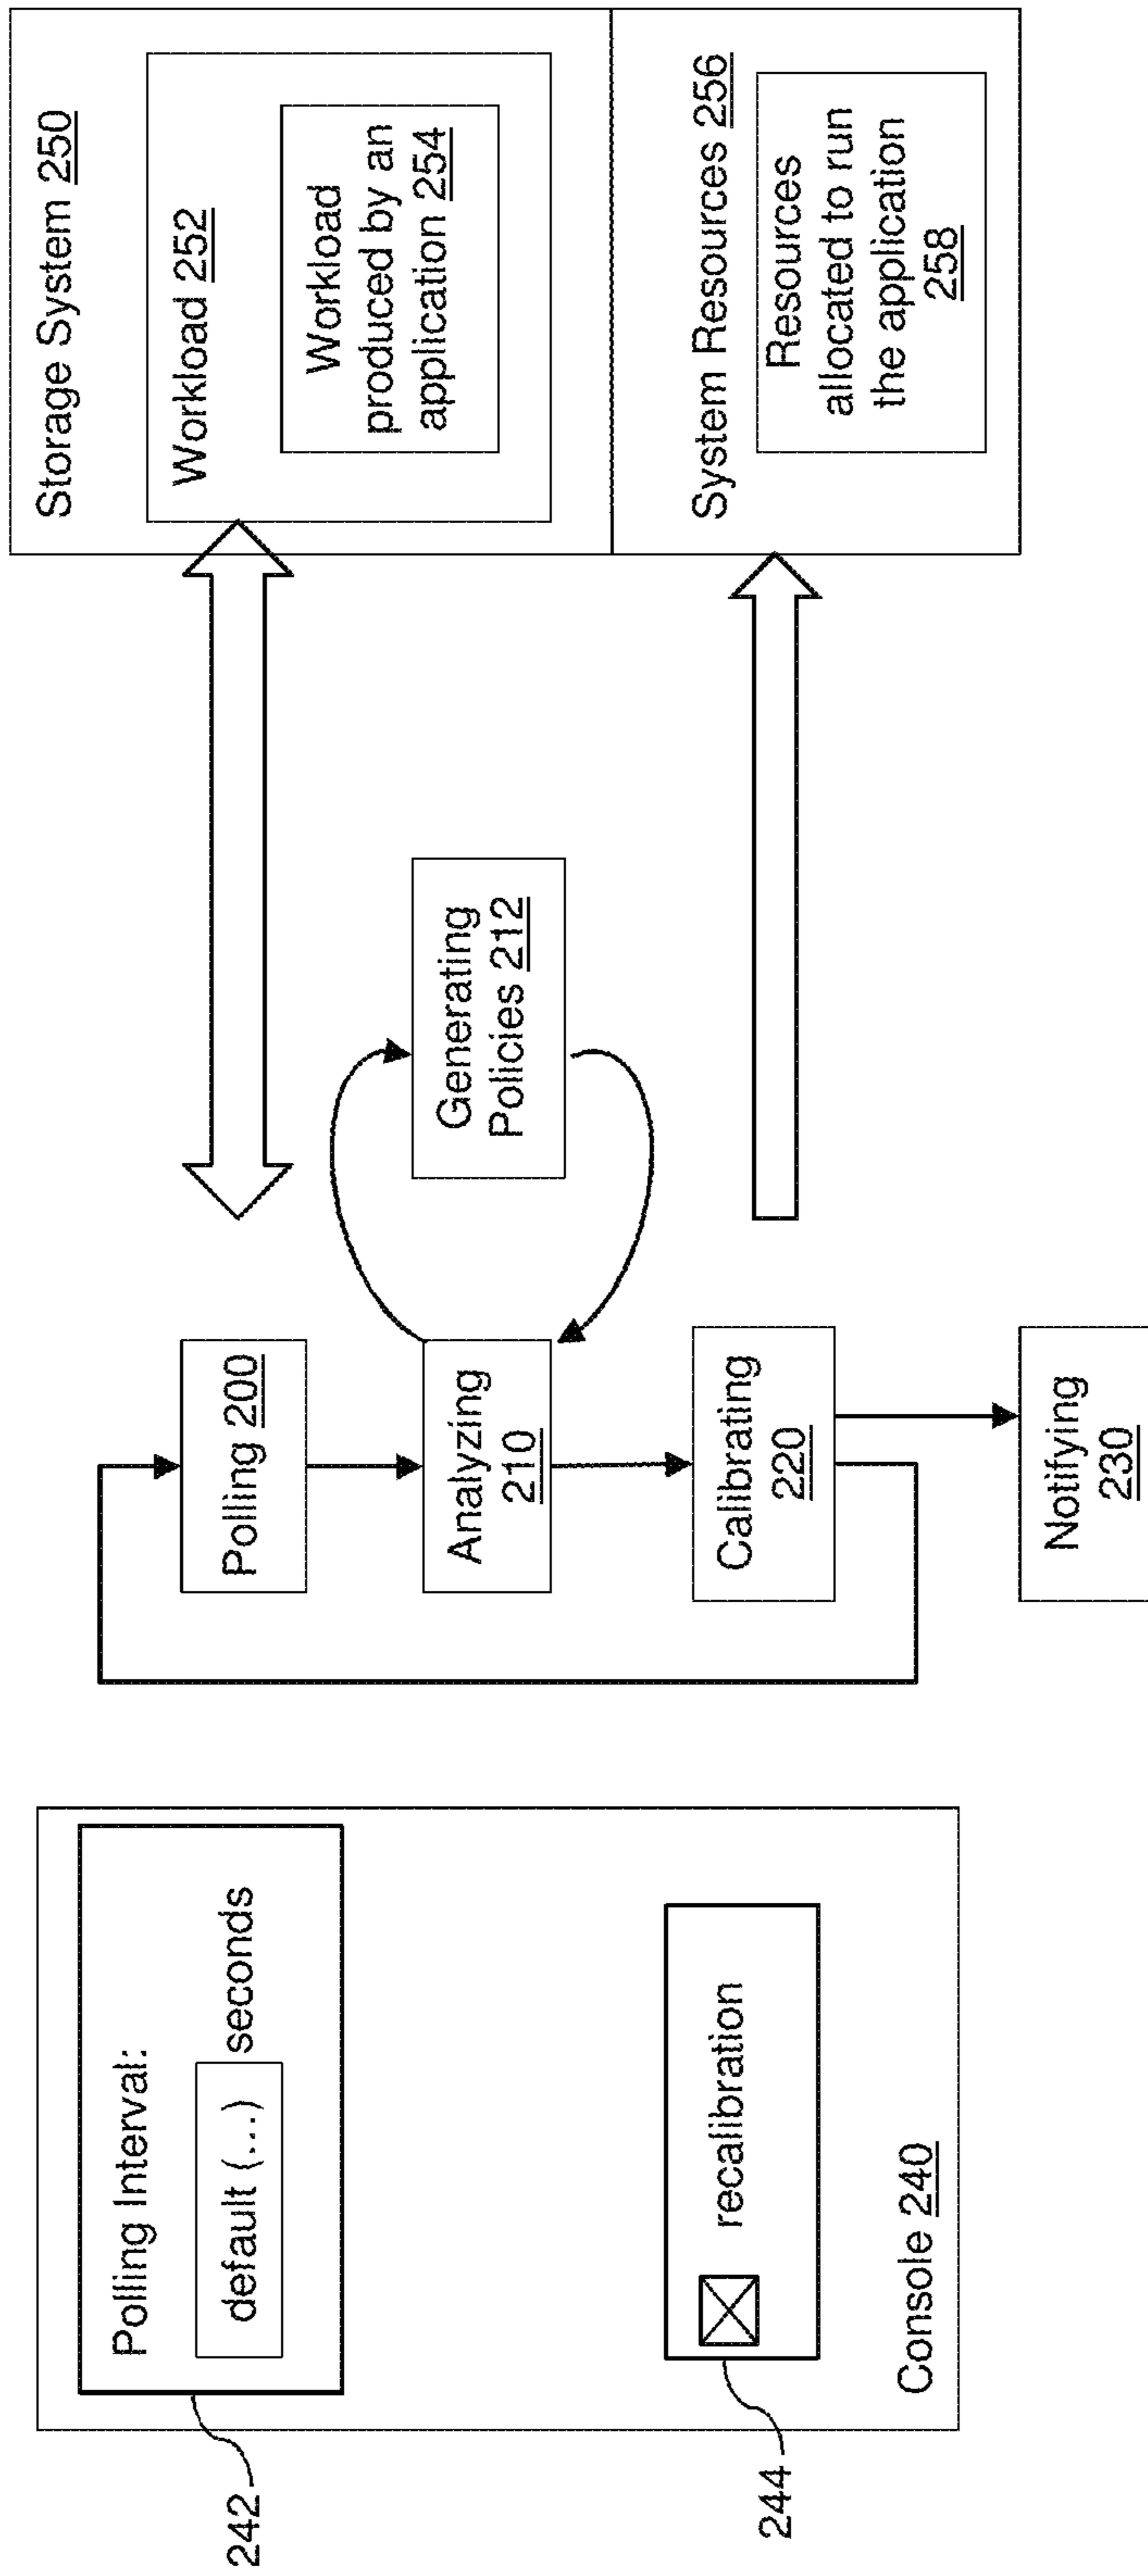 242
Polling Interval:
default (...)
seconds
244
recalibration
Console 240
Polling 200
Analyzing
210
Calibrating
220
Notifying
230
Generating
Policies 212
Storage System 250
Workload 252
Workload
produced by an
application 254
System Resources 256
Resources
allocated to run
the application
258